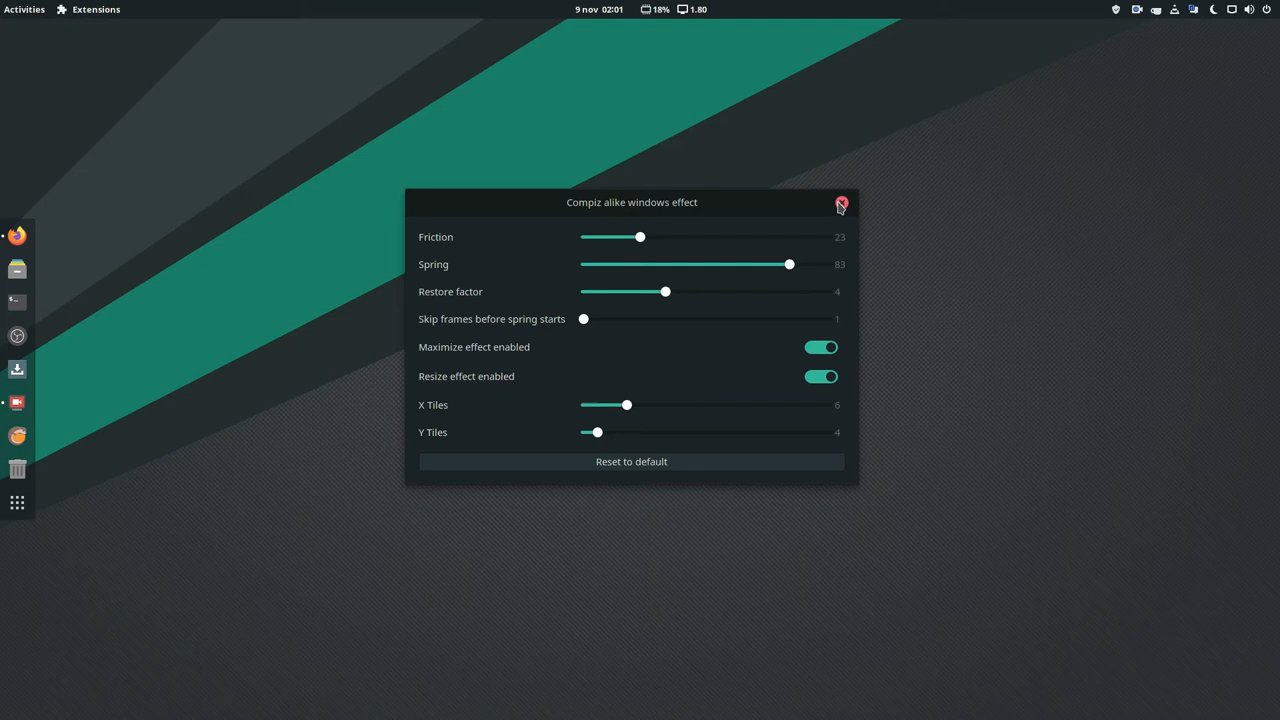 Activities Extensions 9 nov 02:01 18% 1.80
Compiz alike windows effect
Friction 23
Spring 83
Restore factor 4
Skip frames before spring starts 1
Maximize effect enabled
Resize effect enabled
X Tiles 6
Y Tiles 4
Reset to default